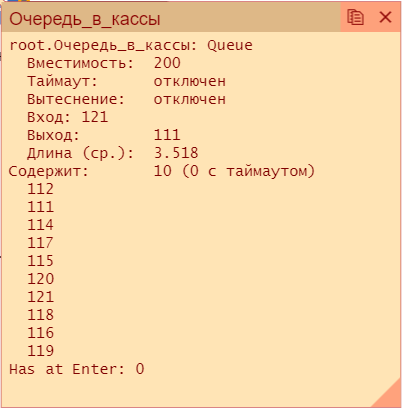 Очередь_в_кассы
root.Очередь_в_кассы: Queue
Вместимость: 200
Таймаут: отключен
Вытеснение: отключен
Вход: 121
Выход: 111
Длина (ср.): 3.518
Содержит: 10 (0 с таймаутом)
112
111
114
117
115
120
121
118
116
119
Has at Enter: 0